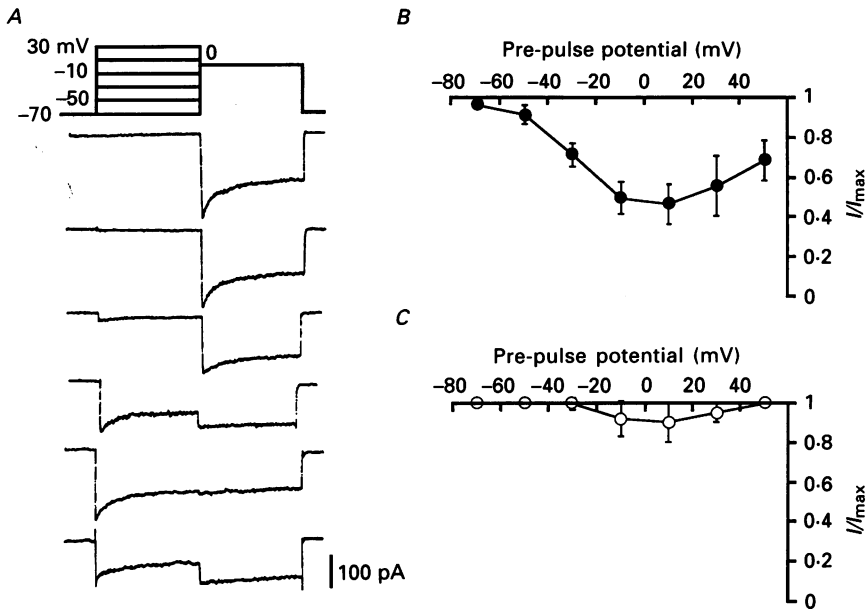 A
30 mV
0
−10
−50
−70
100 pA
B
Pre-pulse potential (mV)
−80 −60 −40 −20 0 20 40
1
0·8
0·6
0·4
0·2
0
I/Imax
C
Pre-pulse potential (mV)
−80 −60 −40 −20 0 20 40
1
0·8
0·6
0·4
0·2
0
I/Imax